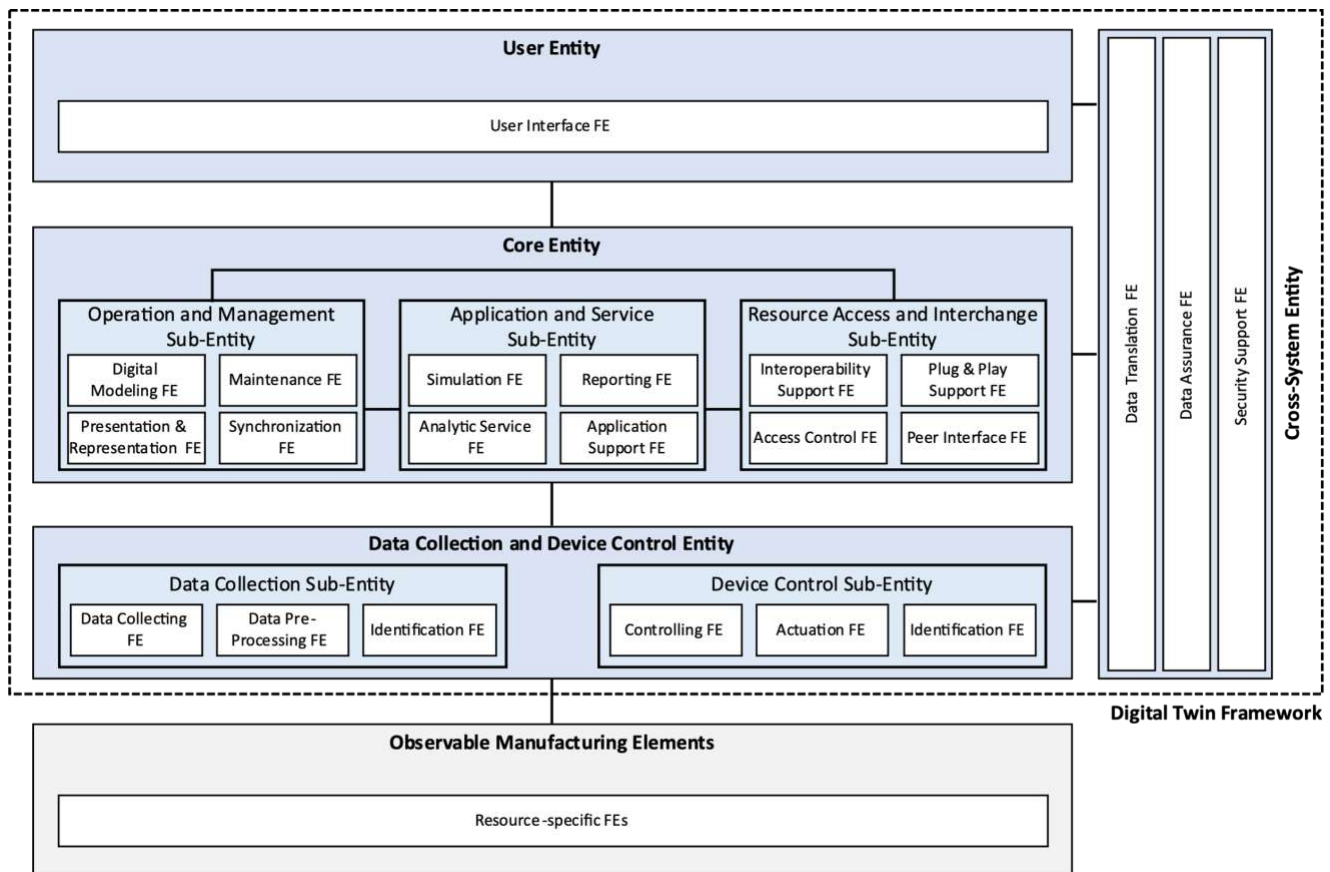 User Entity
User Interface FE
Core Entity
Operation and Management
Sub-Entity
Digital
Modeling FE
Maintenance FE
Presentation &
Representation FE
Synchronization
FE
Application and Service
Sub-Entity
Simulation FE
Reporting FE
Analytic Service
FE
Application
Support FE
Resource Access and Interchange
Sub-Entity
Interoperability
Support FE
Plug & Play
Support FE
Access Control FE
Peer Interface FE
Data Collection and Device Control Entity
Data Collection Sub-Entity
Data Collecting
FE
Data Pre-
Processing FE
Identification FE
Device Control Sub-Entity
Controlling FE
Actuation FE
Identification FE
Data Translation FE
Data Assurance FE
Security Support FE
Cross-System Entity
Digital Twin Framework
Observable Manufacturing Elements
Resource-specific FEs